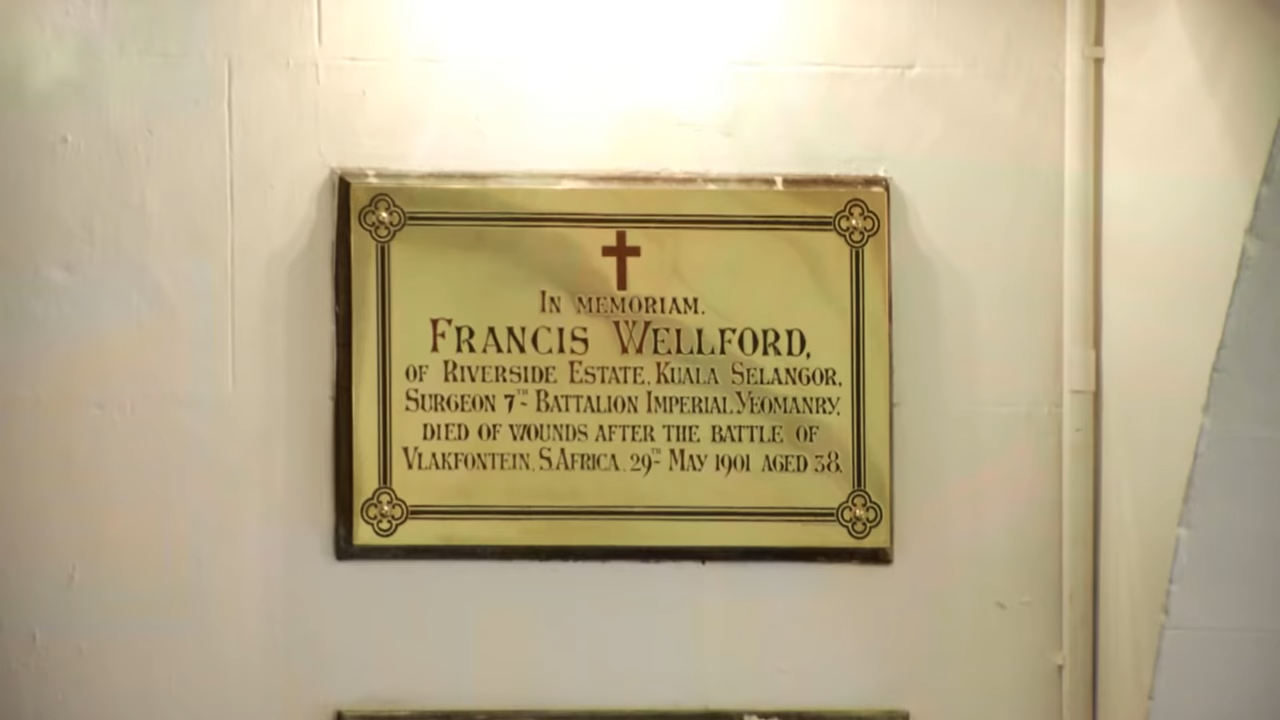 IN MEMORIAM.
FRANCIS WELLFORD,
OF RIVERSIDE ESTATE, KUALA SELANGOR,
SURGEON 7TH BATTALION IMPERIAL YEOMANRY,
DIED OF WOUNDS AFTER THE BATTLE OF
VLAKFONTEIN, S.AFRICA, 29TH MAY 1901 AGED 38.